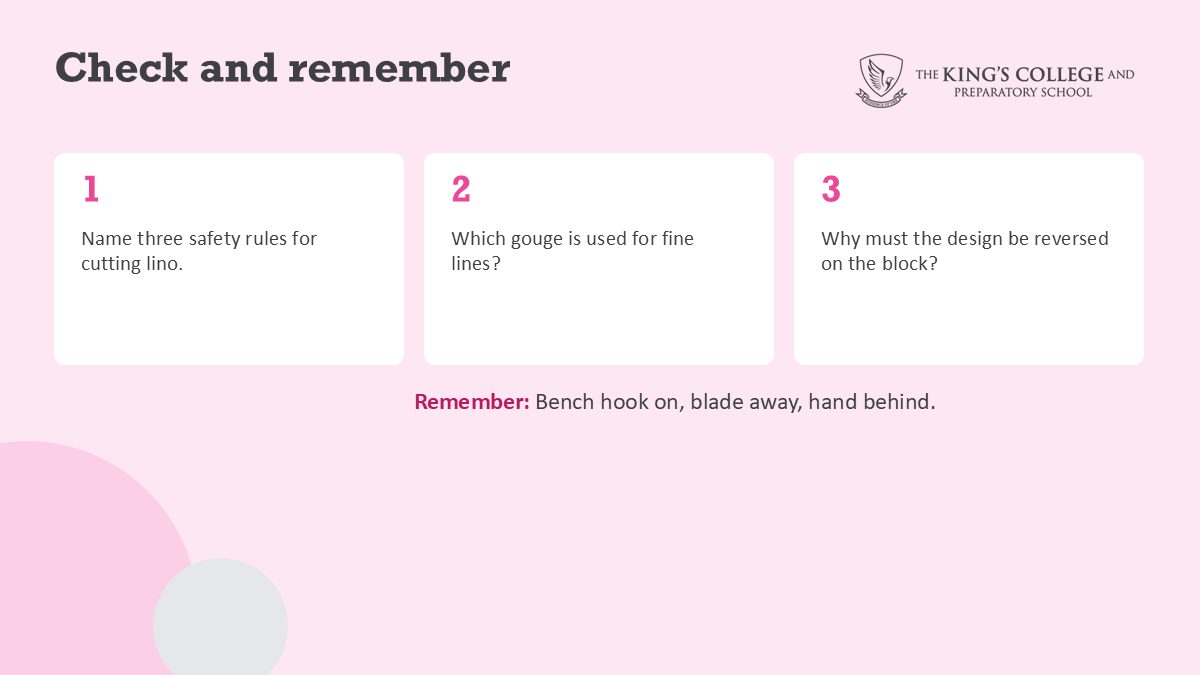 Check and remember
THE KING'S COLLEGE AND
PREPARATORY SCHOOL
1
Name three safety rules for
cutting lino.
2
Which gouge is used for fine
lines?
3
Why must the design be reversed
on the block?
Remember: Bench hook on, blade away, hand behind.